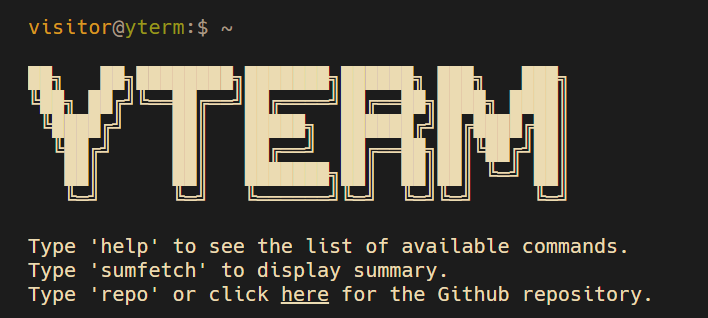 visitor@yterm:$ ~
YTERM
Type 'help' to see the list of available commands.
Type 'sumfetch' to display summary.
Type 'repo' or click here for the Github repository.